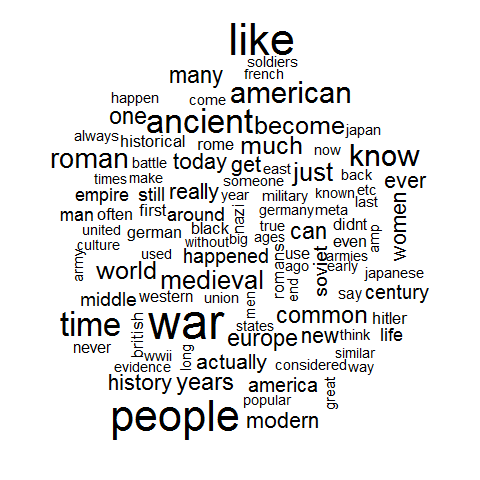 like
soldiers
many french
american
happen come
one ancient become japan
always historical rome much now know
roman battle today get east just back
times make someone known etc ever
empire still really year military last
man often first around nazi germany meta women
united german black true can didnt
culture without big ages even amp
army used happened romans use armies
world ago soviet early japanese
medieval end say century
middle western union men
time war states common hitler
british europe new think life
never wwii long similar
evidence actually considered way
history years america great
popular
people modern